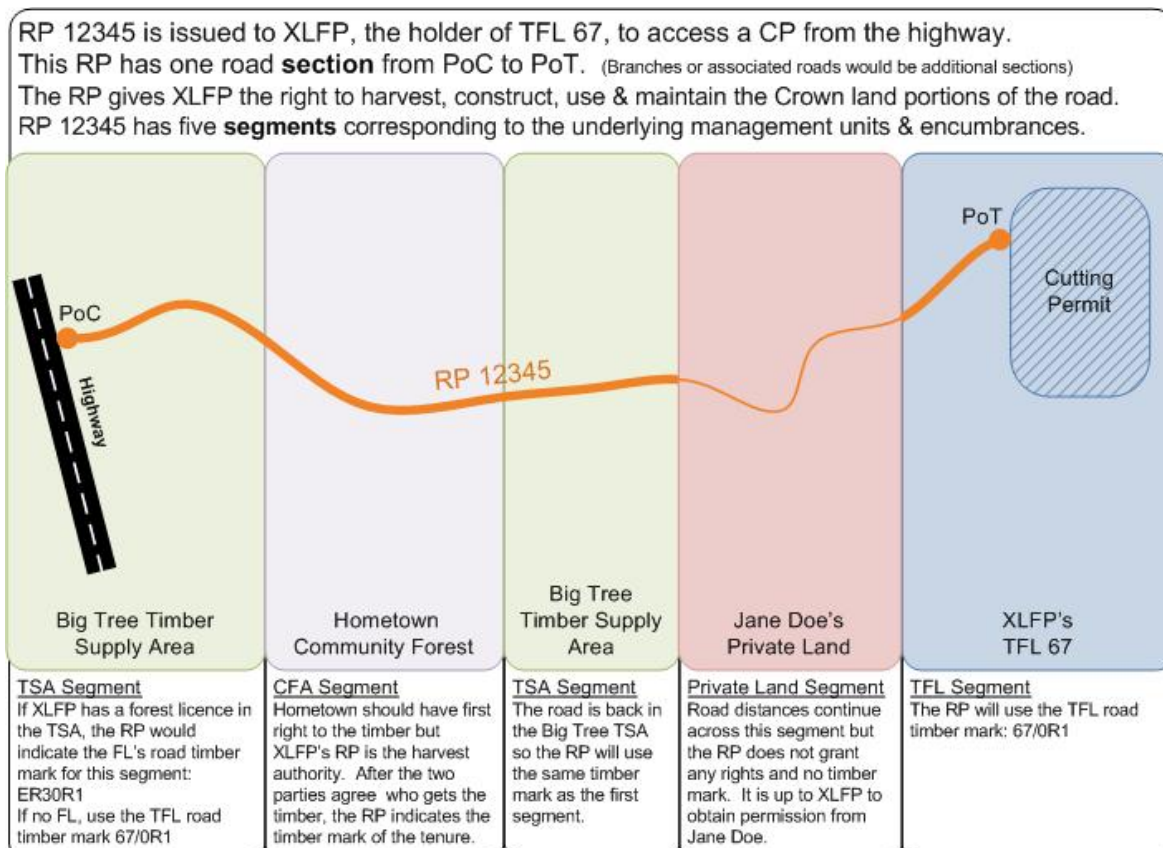 RP 12345 is issued to XLFP, the holder of TFL 67, to access a CP from the highway.
This RP has one road section from PoC to PoT. (Branches or associated roads would be additional sections)
The RP gives XLFP the right to harvest, construct, use & maintain the Crown land portions of the road.
RP 12345 has five segments corresponding to the underlying management units & encumbrances.
PoC
Highway
RP 12345
PoT
Cutting
Permit
Big Tree Timber
Supply Area
Hometown
Community Forest
Big Tree
Timber Supply
Area
Jane Doe's
Private Land
XLFP's
TFL 67
TSA Segment
If XLFP has a forest licence in
the TSA, the RP would
indicate the FL's road timber
mark for this segment:
ER30R1
If no FL, use the TFL road
timber mark 67/0R1
CFA Segment
Hometown should have first
right to the timber but
XLFP's RP is the harvest
authority. After the two
parties agree who gets the
timber, the RP indicates the
timber mark of the tenure.
TSA Segment
The road is back in
the Big Tree TSA
so the RP will use
the same timber
mark as the first
segment.
Private Land Segment
Road distances continue
across this segment but
the RP does not grant
any rights and no timber
mark. It is up to XLFP to
obtain permission from
Jane Doe.
TFL Segment
The RP will use the TFL road
timber mark: 67/0R1